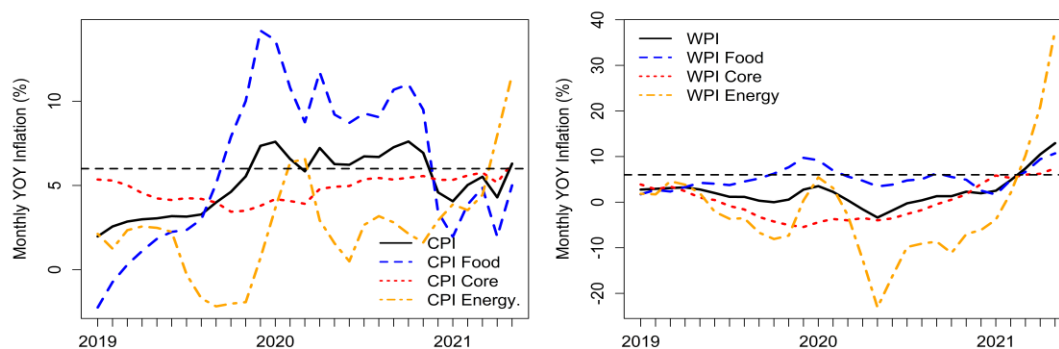 Monthly YOY Inflation (%)
10
5
0
CPI
CPI Food
CPI Core
CPI Energy.
2019
2020
2021
Monthly YOY Inflation (%)
40
30
20
10
0
-10
-20
WPI
WPI Food
WPI Core
WPI Energy
2019
2020
2021